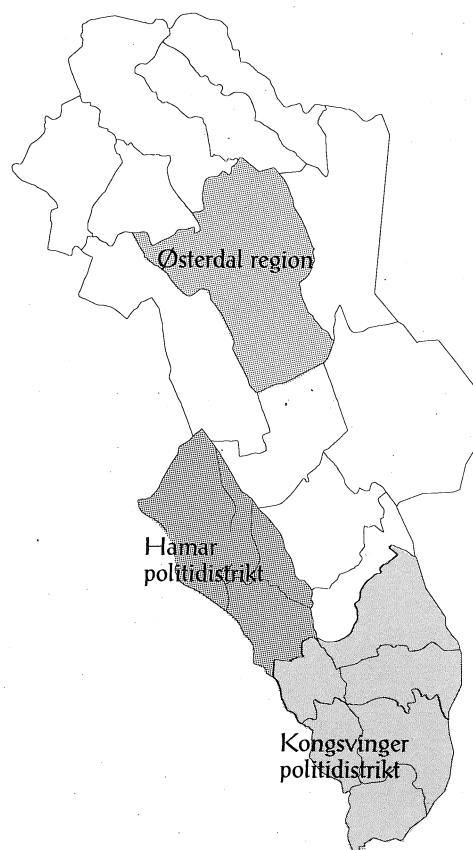 Østerdal region
Hamar
politidistrikt
Kongsvinger
politidistrikt